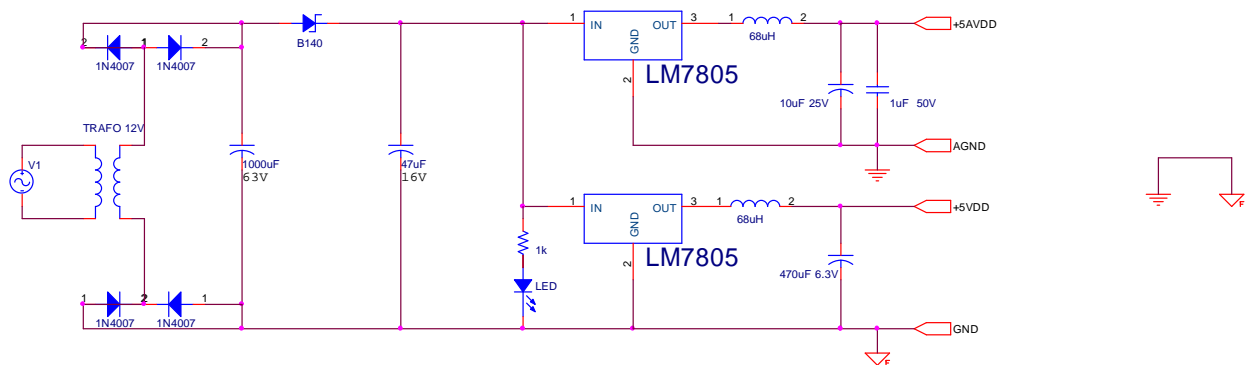 1 IN OUT 3 1 2 +5AVDD
GND
B140
68uH
2 1 2
1N4007 1N4007
2
LM7805
10uF 25V 1uF 50V
TRAFO 12V
V1
1000uF
63V
47uF
16V
AGND
F
1 IN OUT 3 1 2 +5VDD
GND
68uH
1k
2
LM7805
470uF 6.3V
LED
1 2 1
1N4007 1N4007
GND
F